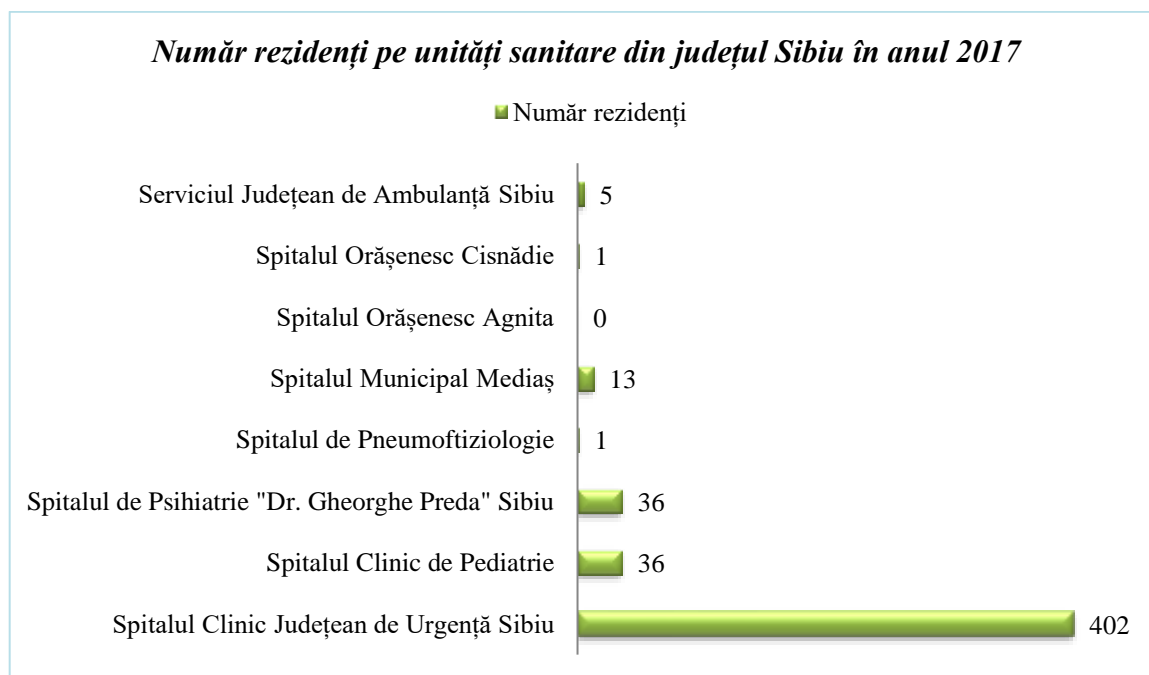 Număr rezidenți pe unități sanitare din județul Sibiu în anul 2017
Număr rezidenți
Serviciul Județean de Ambulanță Sibiu 5
Spitalul Orășenesc Cisnădie 1
Spitalul Orășenesc Agnita 0
Spitalul Municipal Mediaș 13
Spitalul de Pneumoftiziologie 1
Spitalul de Psihiatrie "Dr. Gheorghe Preda" Sibiu 36
Spitalul Clinic de Pediatrie 36
Spitalul Clinic Județean de Urgență Sibiu 402